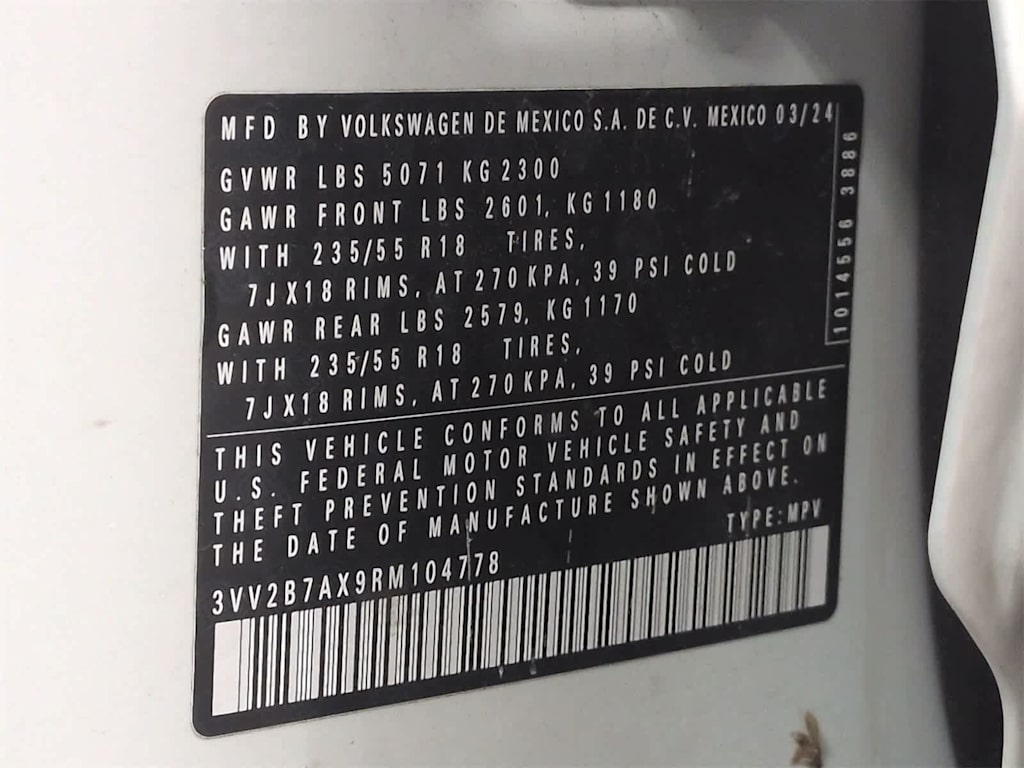 MFD BY VOLKSWAGEN DE MEXICO S.A. DE C.V. MEXICO 03/24
GVWR LBS 5071 KG 2300
GAWR FRONT LBS 2601, KG 1180
WITH 235/55 R18 TIRES,
7J X18 RIMS, AT 270 KPA, 39 PSI COLD
GAWR REAR LBS 2579, KG 1170
WITH 235/55 R18 TIRES,
7J X18 RIMS, AT 270 KPA, 39 PSI COLD
THIS VEHICLE CONFORMS TO ALL APPLICABLE
U.S. FEDERAL MOTOR VEHICLE SAFETY AND
THEFT PREVENTION STANDARDS IN EFFECT ON
THE DATE OF MANUFACTURE SHOWN ABOVE.
TYPE: MPV
3VV2B7AX9RM104778
1014556 3886